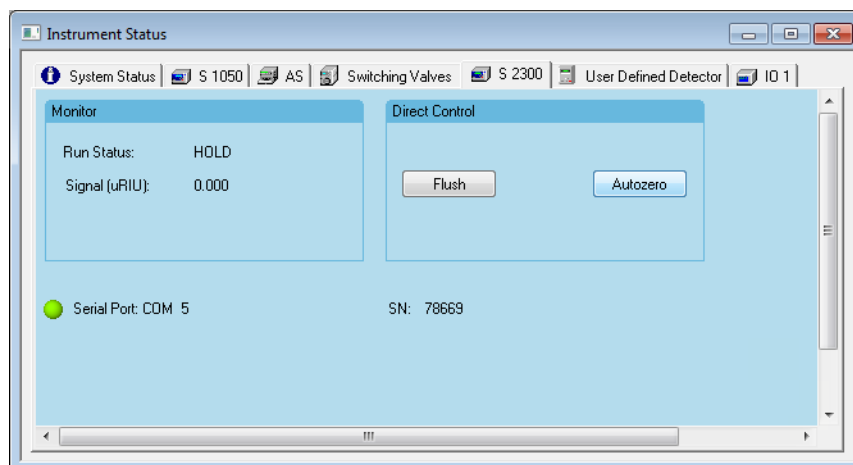 Instrument Status
System Status S 1050 AS Switching Valves S 2300 User Defined Detector IO 1
Monitor
Run Status: HOLD
Signal (uRIU): 0.000
Direct Control
Flush Autozero
Serial Port: COM 5 SN: 78669